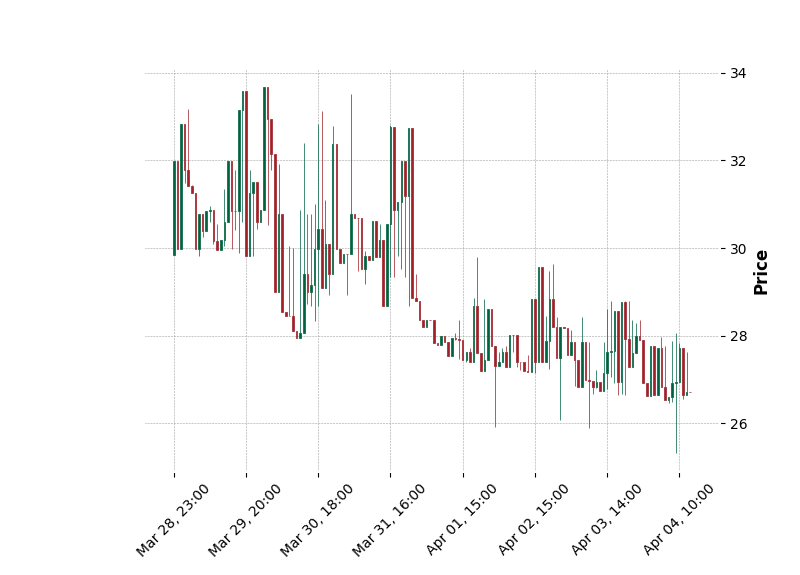 34
32
30
28
26
Price
Mar 28, 23:00
Mar 29, 20:00
Mar 30, 18:00
Mar 31, 16:00
Apr 01, 15:00
Apr 02, 15:00
Apr 03, 14:00
Apr 04, 10:00